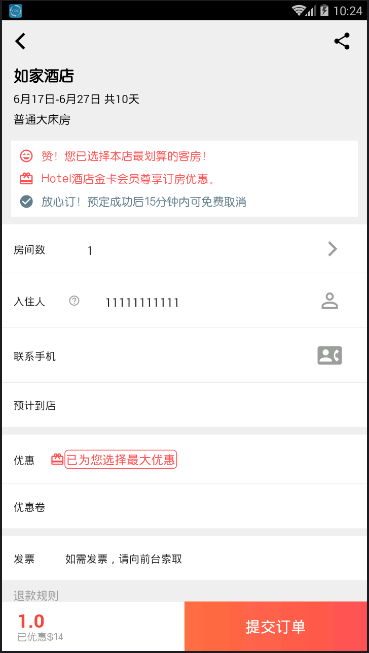 10:24
如家酒店
6月17日-6月27日 共10天
普通大床房
赞！您已选择本店最划算的客房！
Hotel酒店金卡会员尊享订房优惠。
放心订！预定成功后15分钟内可免费取消
房间数 1
入住人 ? 11111111111
联系手机
预计到店
优惠 已为您选择最大优惠
优惠卷
发票 如需发票，请向前台索取
退款规则
1.0
已优惠$14
提交订单